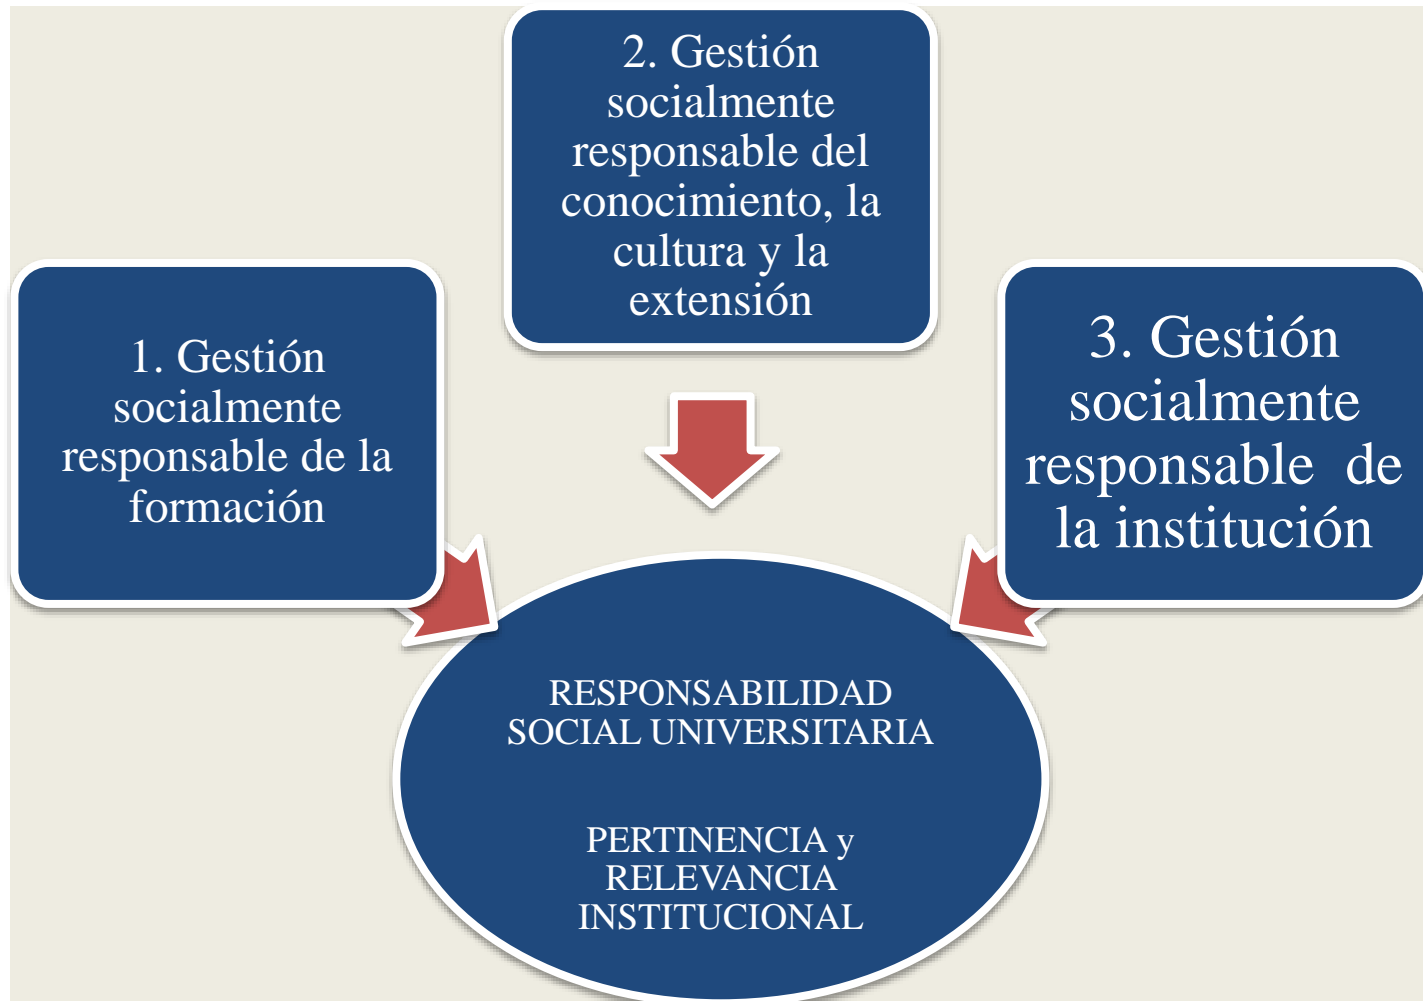 1. Gestión
socialmente
responsable de la
formación
2. Gestión
socialmente
responsable del
conocimiento, la
cultura y la
extensión
3. Gestión
socialmente
responsable  de
la institución
RESPONSABILIDAD
SOCIAL UNIVERSITARIA
PERTINENCIA y
RELEVANCIA
INSTITUCIONAL